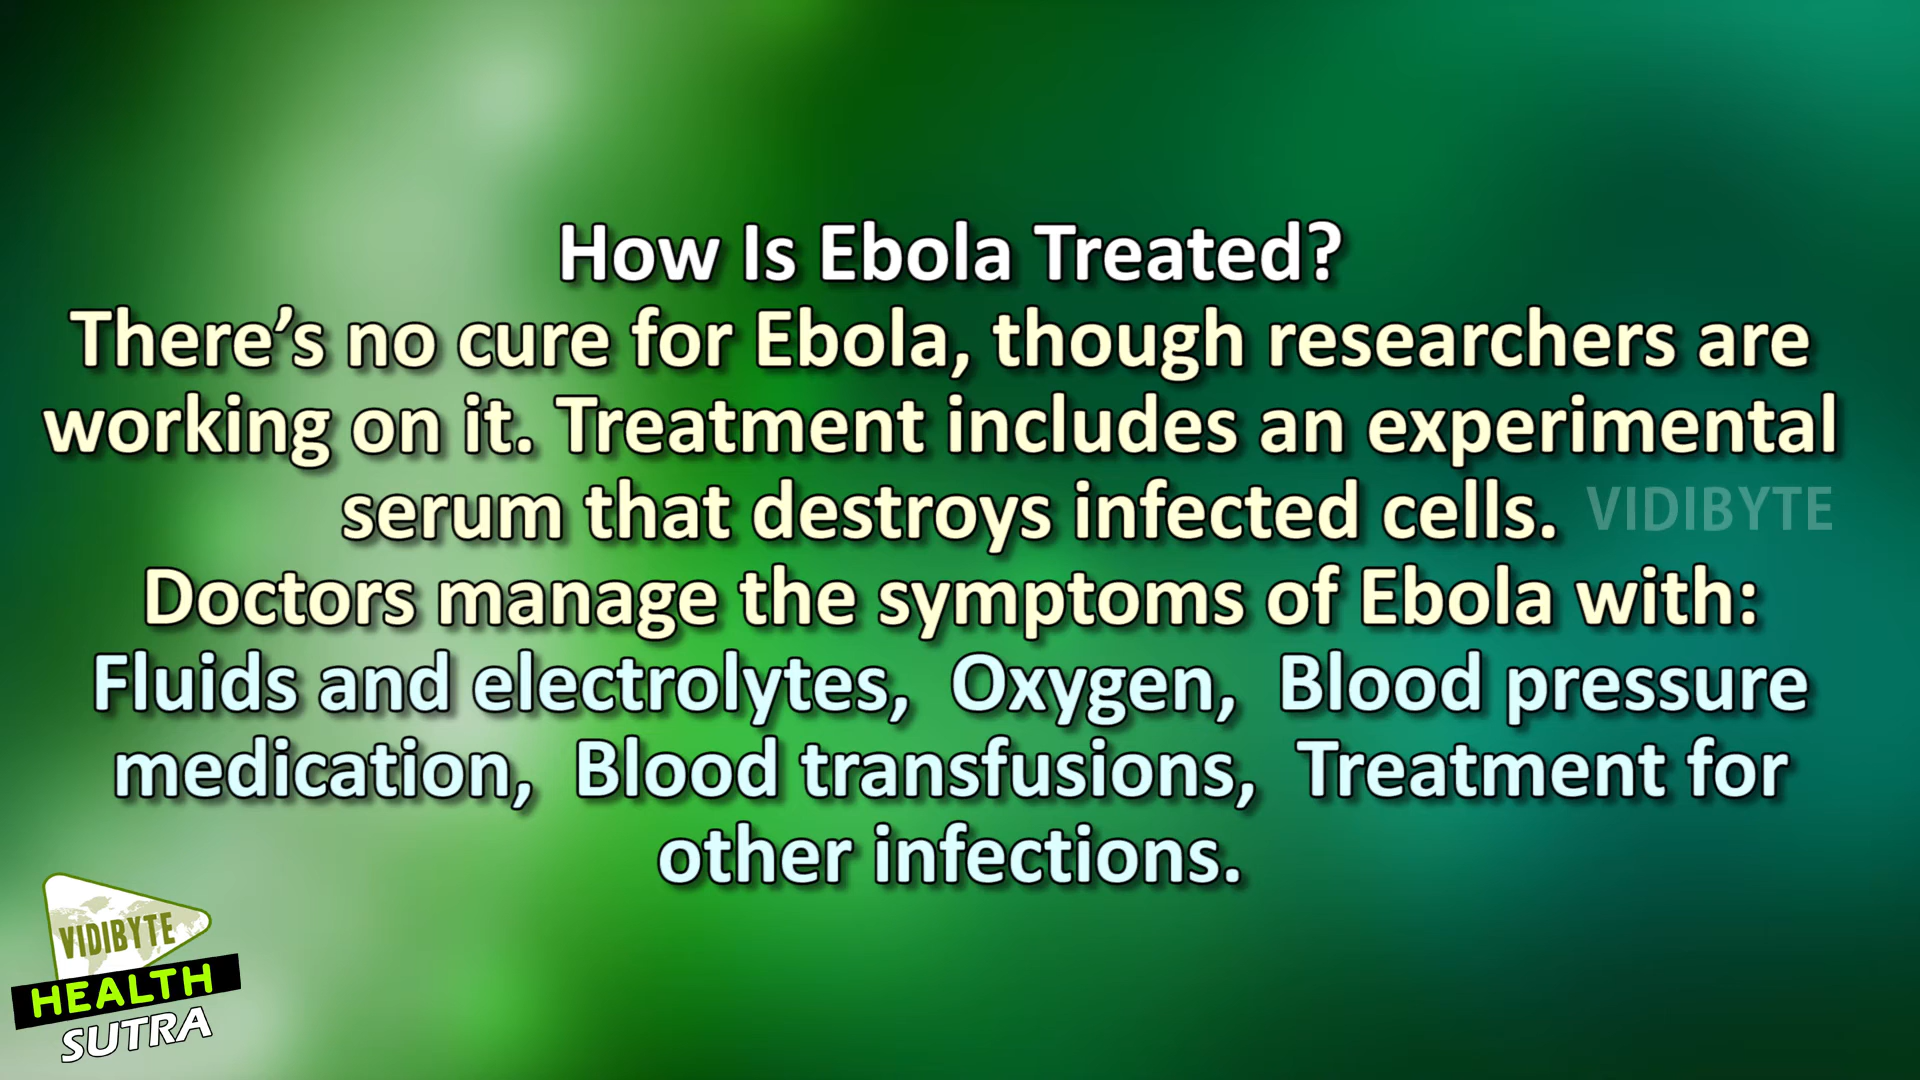 How Is Ebola Treated?
There’s no cure for Ebola, though researchers are
working on it. Treatment includes an experimental
serum that destroys infected cells.
VIDIBYTE
Doctors manage the symptoms of Ebola with:
Fluids and electrolytes, Oxygen, Blood pressure
medication, Blood transfusions, Treatment for
other infections.
VIDIBYTE
HEALTH
SUTRA